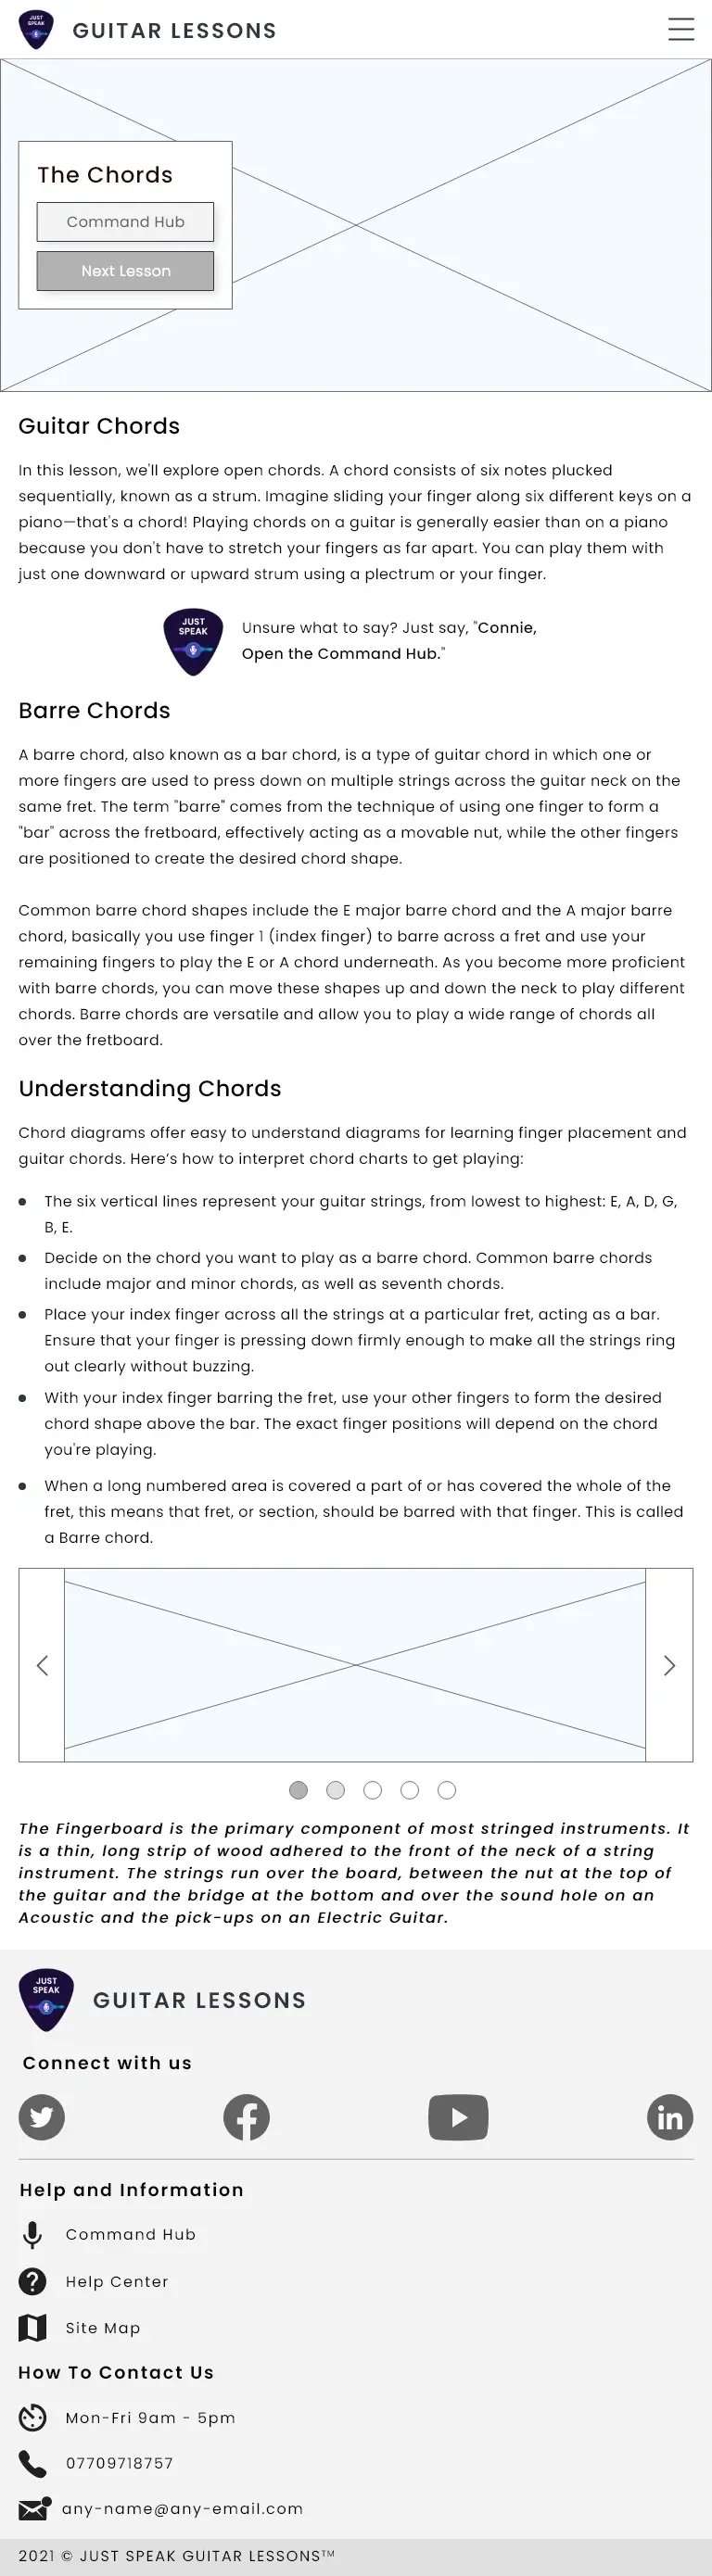 JUST
SPEAK
GUITAR LESSONS
The Chords
Command Hub
Next Lesson
Guitar Chords
In this lesson, we'll explore open chords. A chord consists of six notes plucked
sequentially, known as a strum. Imagine sliding your finger along six different keys on a
piano—that's a chord! Playing chords on a guitar is generally easier than on a piano
because you don't have to stretch your fingers as far apart. You can play them with
just one downward or upward strum using a plectrum or your finger.
JUST
SPEAK
Unsure what to say? Just say, "Connie,
Open the Command Hub."
Barre Chords
A barre chord, also known as a bar chord, is a type of guitar chord in which one or
more fingers are used to press down on multiple strings across the guitar neck on the
same fret. The term "barre" comes from the technique of using one finger to form a
"bar" across the fretboard, effectively acting as a movable nut, while the other fingers
are positioned to create the desired chord shape.
Common barre chord shapes include the E major barre chord and the A major barre
chord, basically you use finger 1 (index finger) to barre across a fret and use your
remaining fingers to play the E or A chord underneath. As you become more proficient
with barre chords, you can move these shapes up and down the neck to play different
chords. Barre chords are versatile and allow you to play a wide range of chords all
over the fretboard.
Understanding Chords
Chord diagrams offer easy to understand diagrams for learning finger placement and
guitar chords. Here’s how to interpret chord charts to get playing:
The six vertical lines represent your guitar strings, from lowest to highest: E, A, D, G,
B, E.
Decide on the chord you want to play as a barre chord. Common barre chords
include major and minor chords, as well as seventh chords.
Place your index finger across all the strings at a particular fret, acting as a bar.
Ensure that your finger is pressing down firmly enough to make all the strings ring
out clearly without buzzing.
With your index finger barring the fret, use your other fingers to form the desired
chord shape above the bar. The exact finger positions will depend on the chord
you're playing.
When a long numbered area is covered a part of or has covered the whole of the
fret, this means that fret, or section, should be barred with that finger. This is called
a Barre chord.
The Fingerboard is the primary component of most stringed instruments. It
is a thin, long strip of wood adhered to the front of the neck of a string
instrument. The strings run over the board, between the nut at the top of
the guitar and the bridge at the bottom and over the sound hole on an
Acoustic and the pick-ups on an Electric Guitar.
JUST
SPEAK
GUITAR LESSONS
Connect with us
Help and Information
Command Hub
Help Center
Site Map
How To Contact Us
Mon-Fri 9am - 5pm
07709718757
any-name@any-email.com
2021 © JUST SPEAK GUITAR LESSONS™